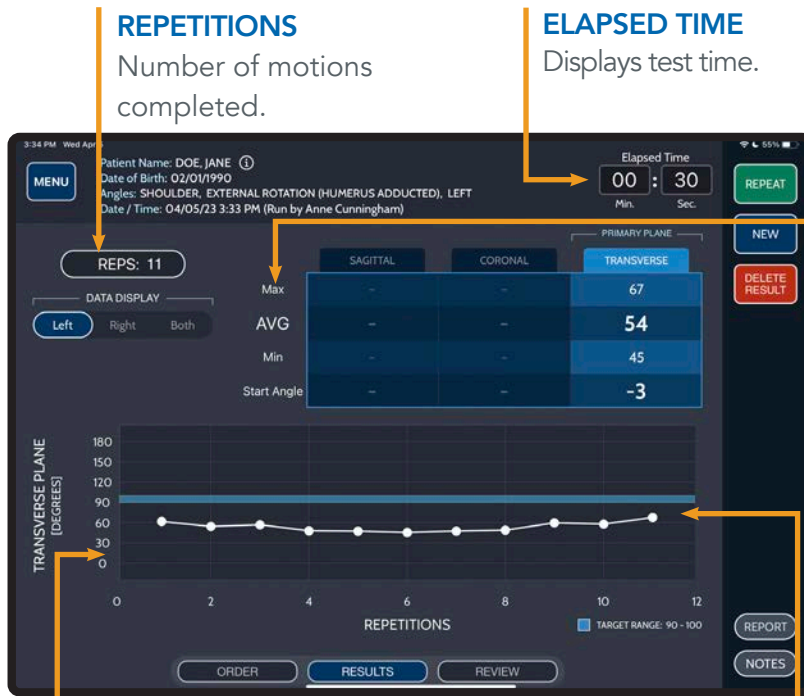 REPETITIONS
Number of motions
completed.
ELAPSED TIME
Displays test time.
3:34 PM Wed Apr 5
55%
MENU
Patient Name: DOE, JANE
Date of Birth: 02/01/1990
Angles: SHOULDER, EXTERNAL ROTATION (HUMERUS ADDUCTED), LEFT
Date / Time: 04/05/23 3:33 PM (Run by Anne Cunningham)
Elapsed Time
00 : 30
Min. Sec.
REPEAT
NEW
DELETE
RESULT
REPS: 11
DATA DISPLAY
Left Right Both
PRIMARY PLANE
SAGITTAL CORONAL TRANSVERSE
Max - - 67
AVG - - 54
Min - - 45
Start Angle - - -3
TRANSVERSE PLANE
[DEGREES]
180
150
120
90
60
30
0
0 2 4 6 8 10 12
REPETITIONS
TARGET RANGE: 90 - 100
REPORT
NOTES
ORDER RESULTS REVIEW